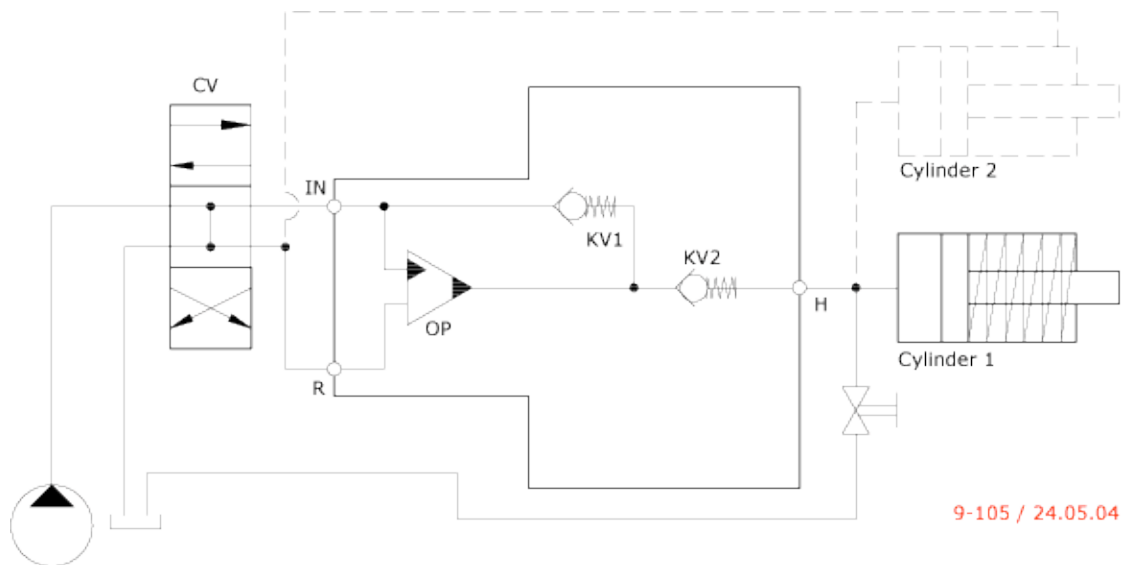 CV
Cylinder 2
IN
KV1
KV2
OP
H
Cylinder 1
R
9-105 / 24.05.04